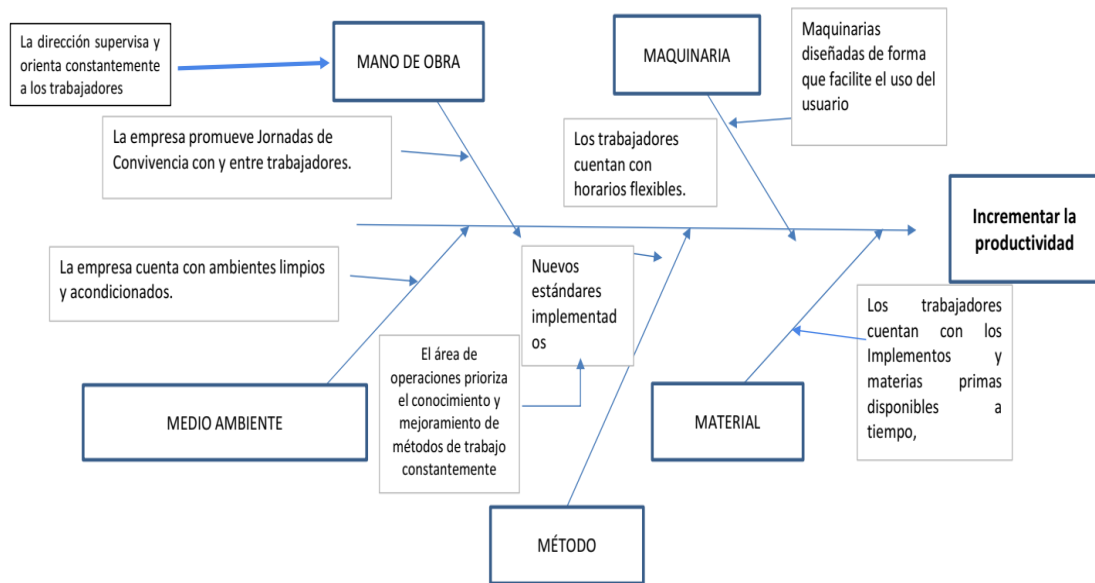 La dirección supervisa y
orienta constantemente
a los trabajadores
MANO DE OBRA
MAQUINARIA
Maquinarias
diseñadas de forma
que facilite el uso del
usuario
La empresa promueve Jornadas de
Convivencia con y entre trabajadores.
Los trabajadores
cuentan con
horarios flexibles.
Incrementar la
productividad
La empresa cuenta con ambientes limpios
y acondicionados.
Nuevos
estándares
implementad
os
El área de
operaciones prioriza
el conocimiento y
mejoramiento de
métodos de trabajo
constantemente
Los trabajadores
cuentan con los
Implementos y
materias primas
disponibles a
tiempo,
MEDIO AMBIENTE
MATERIAL
MÉTODO